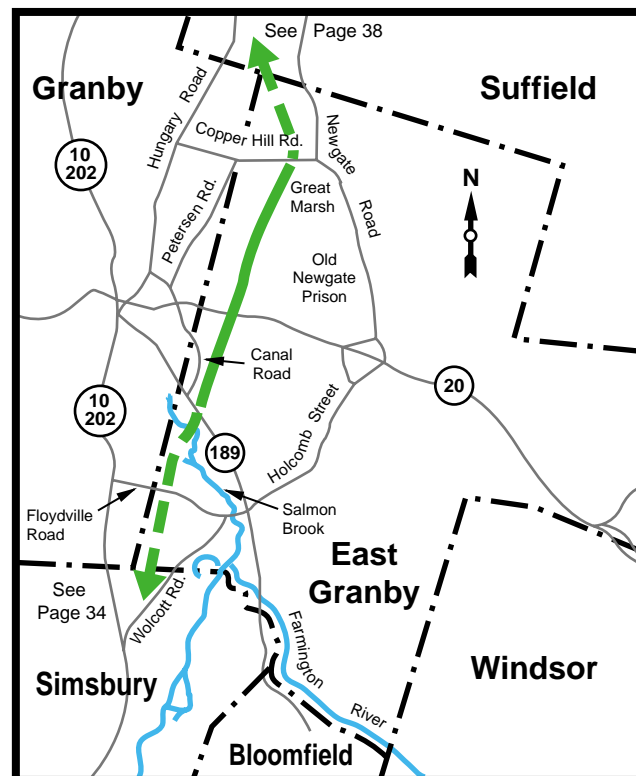 See Page 38
Granby
Suffield
Hungary Road
Copper Hill Rd.
Newgate Road
10
202
N
Petersen Rd.
Great
Marsh
Old
Newgate
Prison
Canal
Road
20
10
202
Holcomb Street
189
Floydville
Road
Salmon
Brook
East
Granby
See
Page 34
Wolcott Rd.
Farmington River
Windsor
Simsbury
Bloomfield